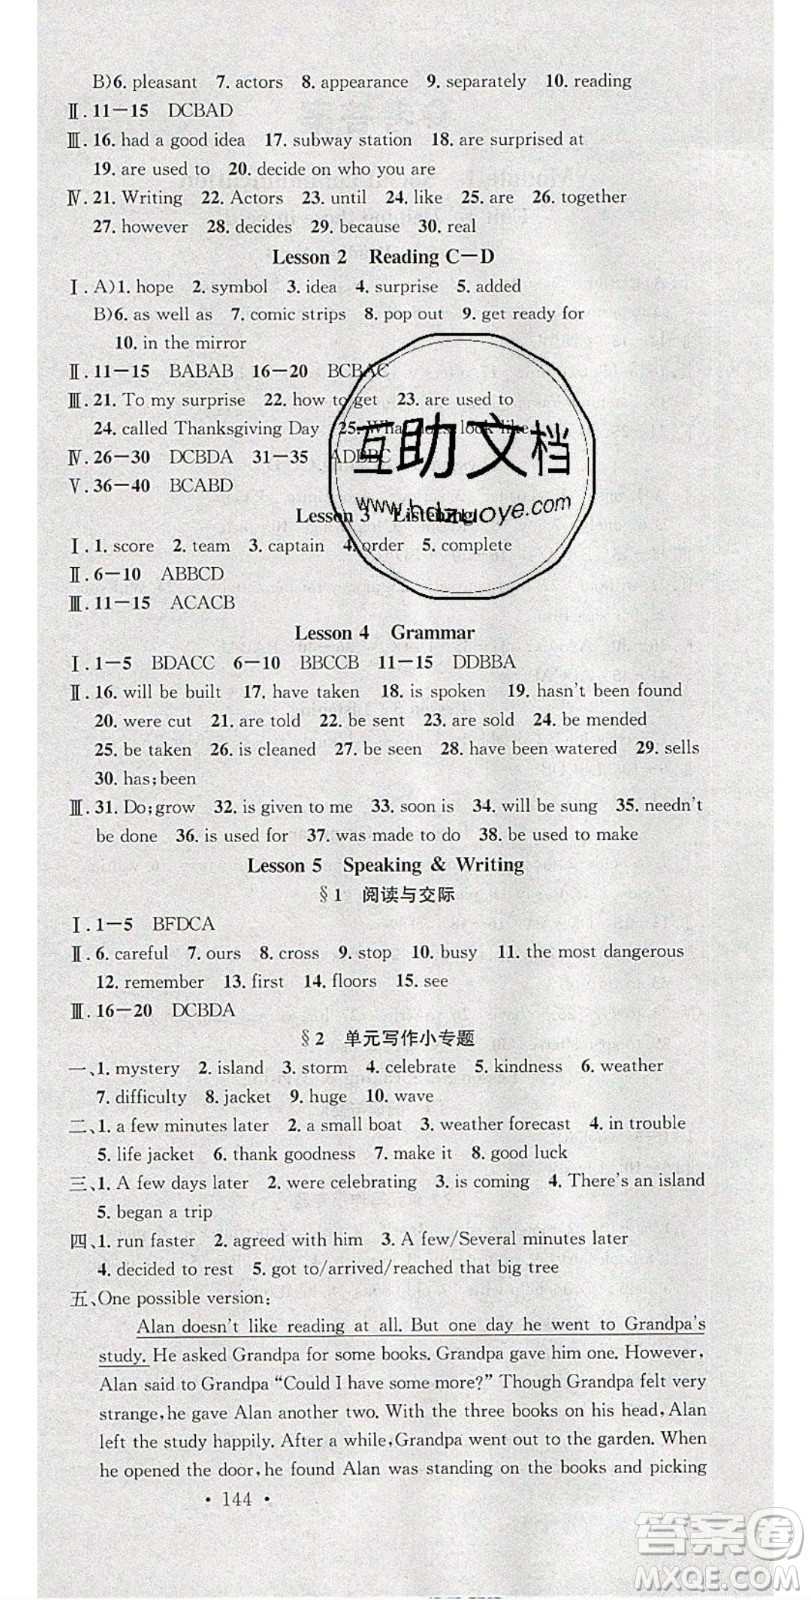 B)6. pleasant 7. actors 8. appearance 9. separately 10. reading
Ⅱ. 11－15 DCBAD
Ⅲ. 16. had a good idea 17. subway station 18. are surprised at
19. are used to 20. decide on who you are
Ⅳ. 21. Writing 22. Actors 23. until 24. like 25. are 26. together
27. however 28. decides 29. because 30. real
Lesson 2 Reading C－D
Ⅰ. A)1. hope 2. symbol 3. idea 4. surprise 5. added
B)6. as well as 7. comic strips 8. pop out 9. get ready for
10. in the mirror
Ⅱ. 11－15 BABAB 16－20 BCBAC
Ⅲ. 21. To my surprise 22. how to get 23. are used to
24. called Thanksgiving Day 25. What does look like
Ⅳ. 26－30 DCBDA 31－35 ADBBC
Ⅴ. 36－40 BCABD
互助文档
www.hdzuoye.com
Lesson 3 Listening
Ⅰ. 1. score 2. team 3. captain 4. order 5. complete
Ⅱ. 6－10 ABBCD
Ⅲ. 11－15 ACACB
Lesson 4 Grammar
Ⅰ. 1－5 BDACC 6－10 BBCCB 11－15 DDBBA
Ⅱ. 16. will be built 17. have taken 18. is spoken 19. hasn't been found
20. were cut 21. are told 22. be sent 23. are sold 24. be mended
25. be taken 26. is cleaned 27. be seen 28. have been watered 29. sells
30. has;been
Ⅲ. 31. Do;grow 32. is given to me 33. soon is 34. will be sung 35. needn't
be done 36. is used for 37. was made to do 38. be used to make
Lesson 5 Speaking & Writing
§1 阅读与交际
Ⅰ. 1－5 BFDCA
Ⅱ. 6. careful 7. ours 8. cross 9. stop 10. busy 11. the most dangerous
12. remember 13. first 14. floors 15. see
Ⅲ. 16－20 DCBDA
§2 单元写作小专题
一、1. mystery 2. island 3. storm 4. celebrate 5. kindness 6. weather
7. difficulty 8. jacket 9. huge 10. wave
二、1. a few minutes later 2. a small boat 3. weather forecast 4. in trouble
5. life jacket 6. thank goodness 7. make it 8. good luck
三、1. A few days later 2. were celebrating 3. is coming 4. There's an island
5. began a trip
四、1. run faster 2. agreed with him 3. A few/Several minutes later
4. decided to rest 5. got to/arrived/reached that big tree
五、One possible version:
Alan doesn't like reading at all. But one day he went to Grandpa's
study. He asked Grandpa for some books. Grandpa gave him one. However,
Alan said to Grandpa “Could I have some more?” Though Grandpa felt very
strange, he gave Alan another two. With the three books on his head, Alan
left the study happily. After a while, Grandpa went out to the garden. When
he opened the door, he found Alan was standing on the books and picking
· 144 ·
答案圈
MXQE.COM